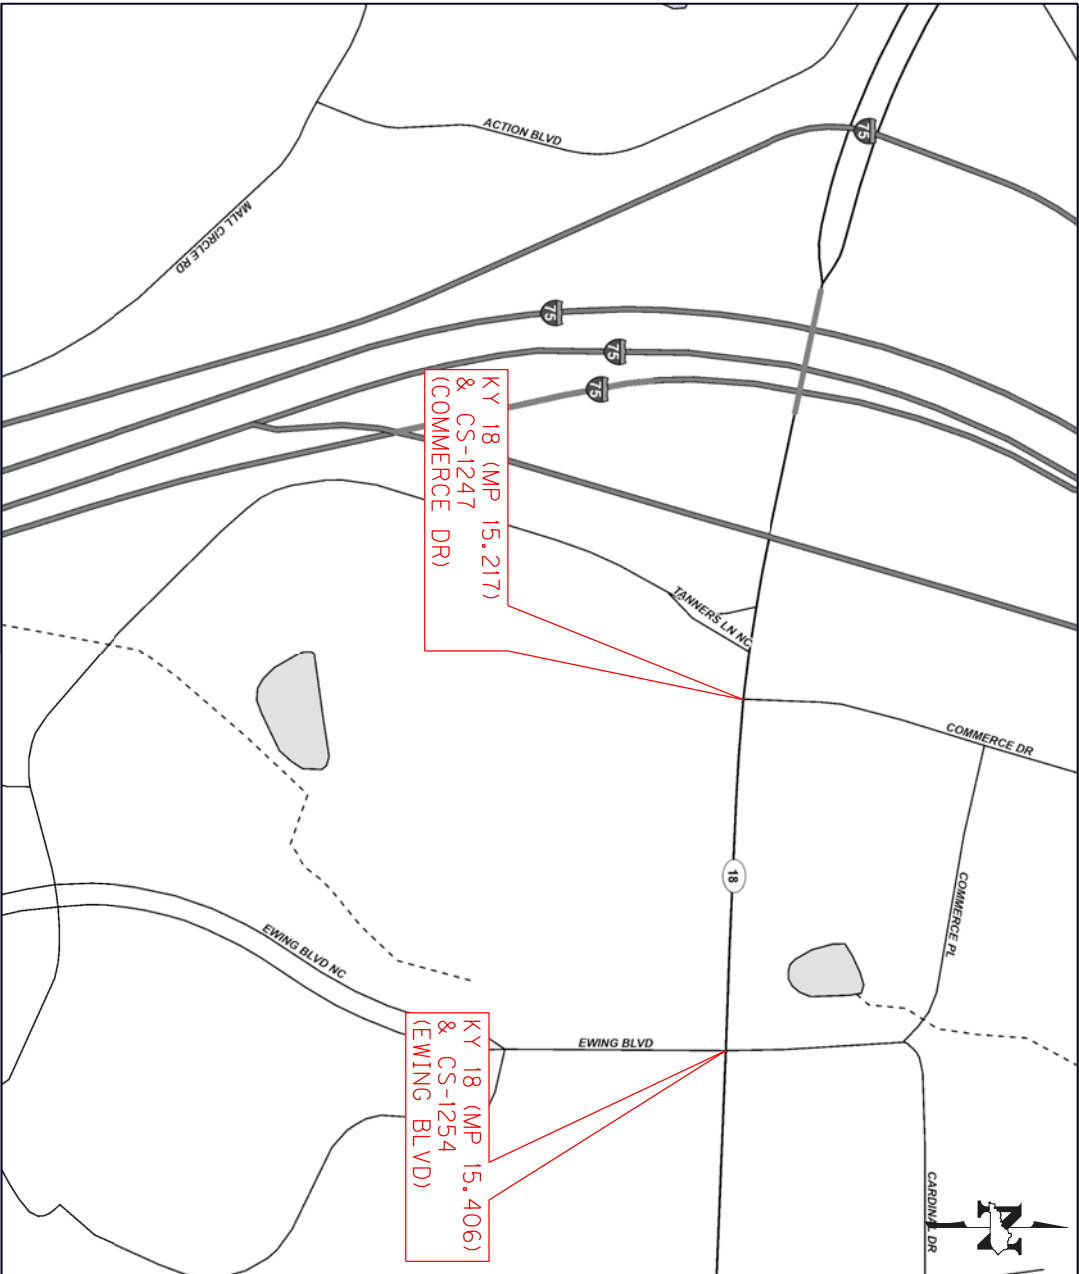 ACTION BLVD
75
MALL CIRCLE RD
75
75
75
KY 18 (MP 15.217)
& CS-1247
(COMMERCE DR)
TANNERS LN NC
COMMERCE DR
18
COMMERCE PL
EWING BLVD NC
EWING BLVD
KY 18 (MP 15.406)
& CS-1254
(EWING BLVD)
CARDINAL DR
N